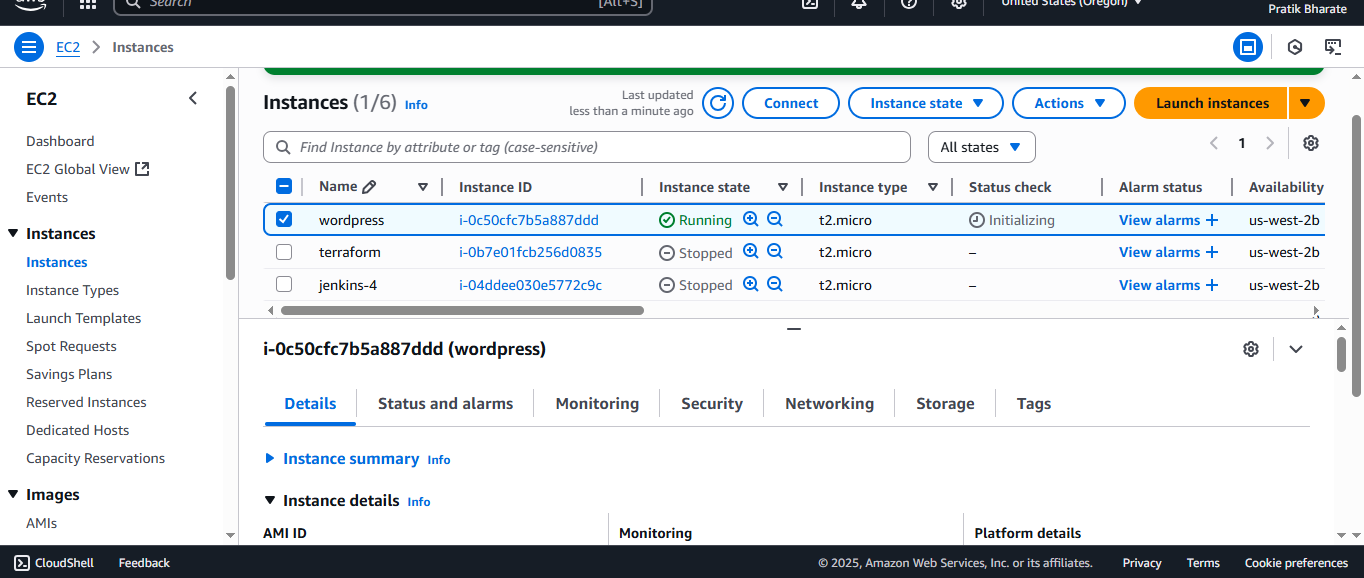 aws Search [Alt+S] United States (Oregon) Pratik Bharate
EC2 > Instances
EC2
Dashboard
EC2 Global View
Events
Instances
Instances
Instance Types
Launch Templates
Spot Requests
Savings Plans
Reserved Instances
Dedicated Hosts
Capacity Reservations
Images
AMIs
Instances (1/6) Info
Last updated
less than a minute ago
Connect
Instance state
Actions
Launch instances
Find Instance by attribute or tag (case-sensitive)
All states
1
Name Instance ID Instance state Instance type Status check Alarm status Availability
wordpress i-0c50cfc7b5a887ddd Running t2.micro Initializing View alarms + us-west-2b
terraform i-0b7e01fcb256d0835 Stopped t2.micro – View alarms + us-west-2b
jenkins-4 i-04ddee030e5772c9c Stopped t2.micro – View alarms + us-west-2b
i-0c50cfc7b5a887ddd (wordpress)
Details Status and alarms Monitoring Security Networking Storage Tags
Instance summary Info
Instance details Info
AMI ID Monitoring Platform details
CloudShell Feedback © 2025, Amazon Web Services, Inc. or its affiliates. Privacy Terms Cookie preferences